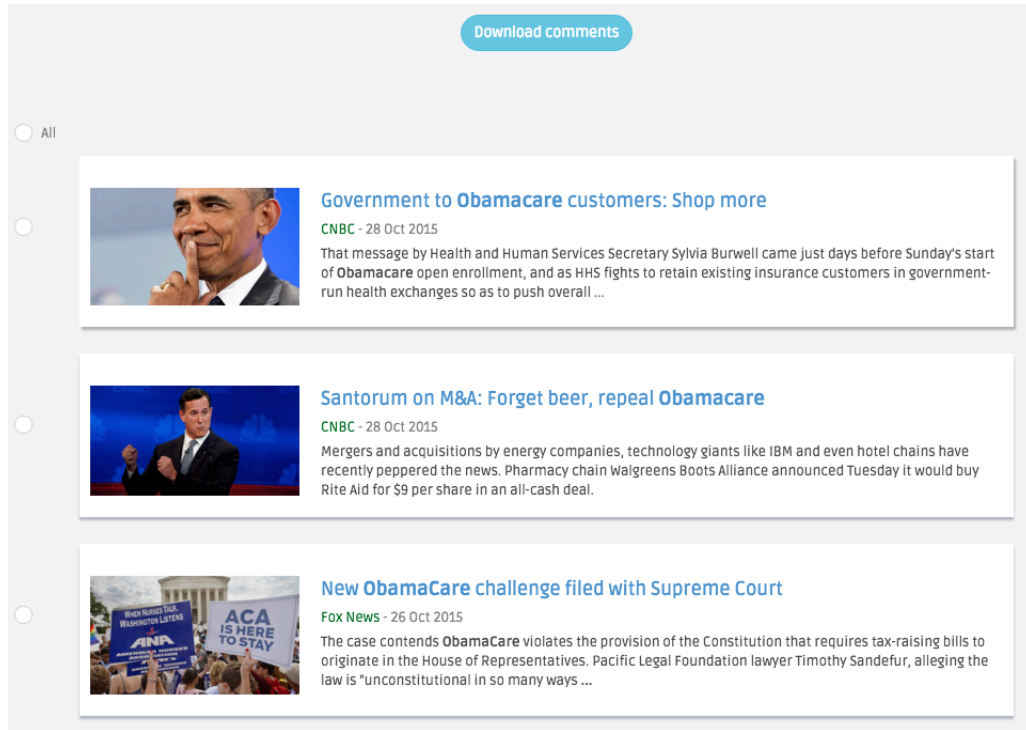 Download comments
All
Government to Obamacare customers: Shop more
CNBC - 28 Oct 2015
That message by Health and Human Services Secretary Sylvia Burwell came just days before Sunday's start
of Obamacare open enrollment, and as HHS fights to retain existing insurance customers in government-
run health exchanges so as to push overall ...
Santorum on M&A: Forget beer, repeal Obamacare
CNBC - 28 Oct 2015
Mergers and acquisitions by energy companies, technology giants like IBM and even hotel chains have
recently peppered the news. Pharmacy chain Walgreens Boots Alliance announced Tuesday it would buy
Rite Aid for $9 per share in an all-cash deal.
WHEN NURSES TALK,
WASHINGTON LISTENS
ANA
AMERICAN NURSES
ASSOCIATION
ACA
IS HERE
TO STAY
New ObamaCare challenge filed with Supreme Court
Fox News - 26 Oct 2015
The case contends ObamaCare violates the provision of the Constitution that requires tax-raising bills to
originate in the House of Representatives. Pacific Legal Foundation lawyer Timothy Sandefur, alleging the
law is "unconstitutional in so many ways ...